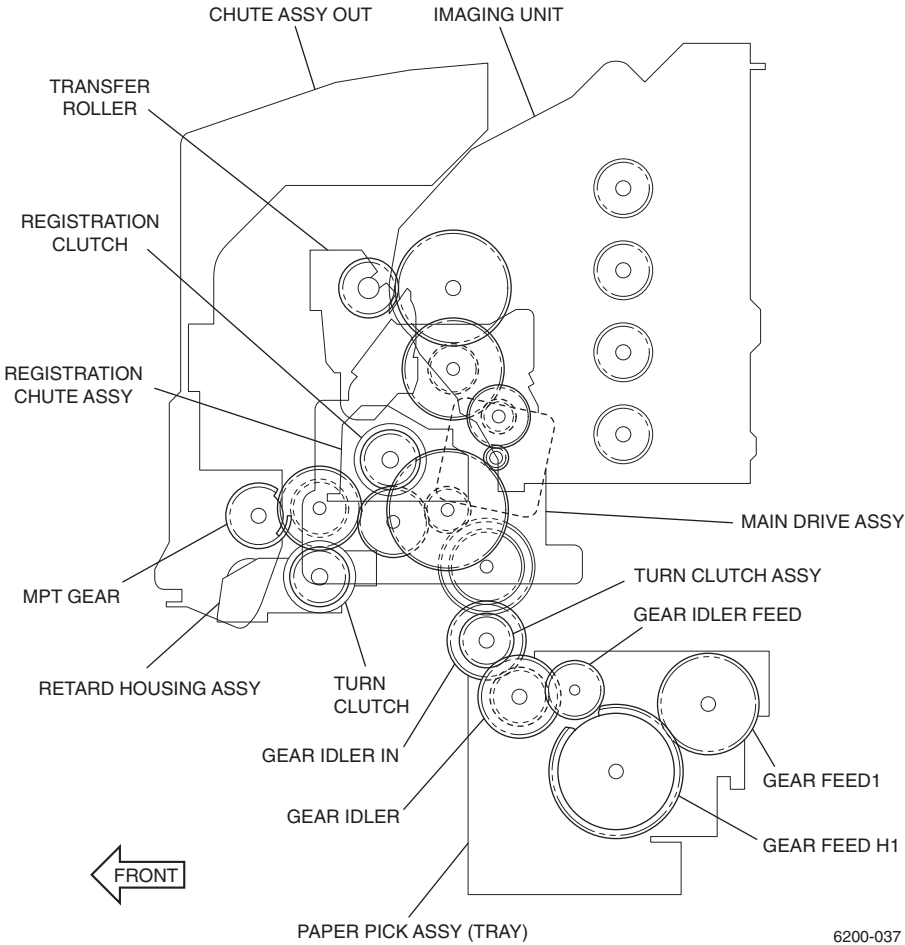 CHUTE ASSY OUT
IMAGING UNIT
TRANSFER
ROLLER
REGISTRATION
CLUTCH
REGISTRATION
CHUTE ASSY
MAIN DRIVE ASSY
TURN CLUTCH ASSY
MPT GEAR
GEAR IDLER FEED
RETARD HOUSING ASSY
TURN
CLUTCH
GEAR IDLER IN
GEAR FEED1
GEAR IDLER
GEAR FEED H1
FRONT
PAPER PICK ASSY (TRAY)
6200-037